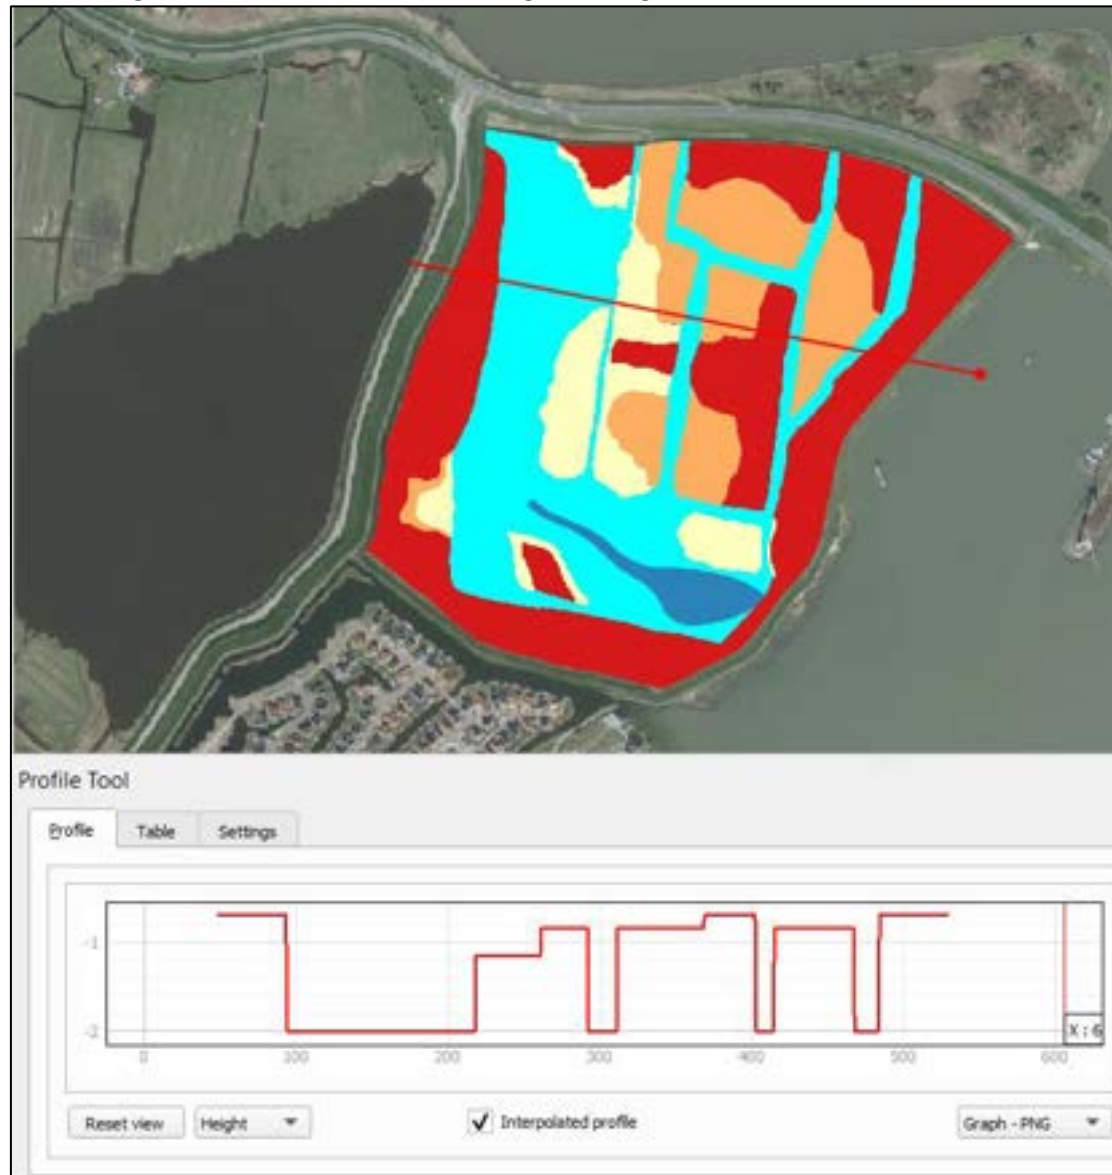 Profile Tool
Profile Table Settings
-1
-2
0 100 200 300 400 500 600
X : 6
Reset view Height Interpolated profile Graph - PNG